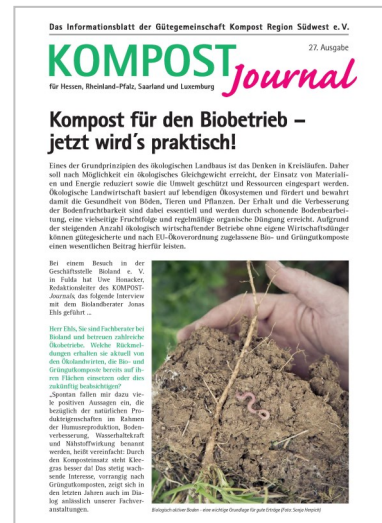 Das Informationsblatt der Gütegemeinschaft Kompost Region Südwest e. V.
27. Ausgabe
KOMPOST Journal
für Hessen, Rheinland-Pfalz, Saarland und Luxemburg
Kompost für den Biobetrieb –
jetzt wird´s praktisch!
Eines der Grundprinzipien des ökologischen Landbaus ist das Denken in Kreisläufen. Daher
soll nach Möglichkeit ein ökologisches Gleichgewicht erreicht, der Einsatz von Materiali-
en und Energie reduziert sowie die Umwelt geschützt und Ressourcen eingespart werden.
Ökologische Landwirtschaft basiert auf lebendigen Ökosystemen und fördert und bewahrt
damit die Gesundheit von Böden, Tieren und Pflanzen. Der Erhalt und die Verbesserung
der Bodenfruchtbarkeit sind dabei essentiell und werden durch schonende Bodenbearbei-
tung, eine vielseitige Fruchtfolge und regelmäßige organische Düngung erreicht. Aufgrund
der steigenden Anzahl ökologisch wirtschaftender Betriebe ohne eigene Wirtschaftsdünger
können gütegesicherte und nach EU-Ökoverordnung zugelassene Bio- und Grüngutkomposte
einen wesentlichen Beitrag hierfür leisten.
Bei einem Besuch in der
Geschäftsstelle Bioland e. V.
in Fulda hat Uwe Honacker,
Redaktionsleiter des KOMPOST-
Journals, das folgende Interview
mit dem Biolandberater Jonas
Ehls geführt ...
Herr Ehls, Sie sind Fachberater bei
Bioland und betreuen zahlreiche
Ökobetriebe. Welche Rückmel-
dungen erhalten sie aktuell von
den Ökolandwirten, die Bio- und
Grüngutkomposte bereits auf ih-
ren Flächen einsetzen oder dies
zukünftig beabsichtigen?
„Spontan fallen mir dazu vie-
le positiven Aussagen ein, die
bezüglich der natürlichen Pro-
dukteigenschaften im Rahmen
der Humusreproduktion, Boden-
verbesserung, Wasserhaltekraft
und Nährstoffwirkung benannt
werden, heißt vereinfacht: Durch
den Komposteinsatz steht Klee-
gras besser da! Das stetig wach-
sende Interesse, vorrangig nach
Grüngutkomposten, zeigt sich in
den letzten Jahren auch im Dia-
log anlässlich unserer Fachver-
anstaltungen.
Biologisch aktiver Boden - eine wichtige Grundlage für gute Erträge (Foto: Sonja Herpich)